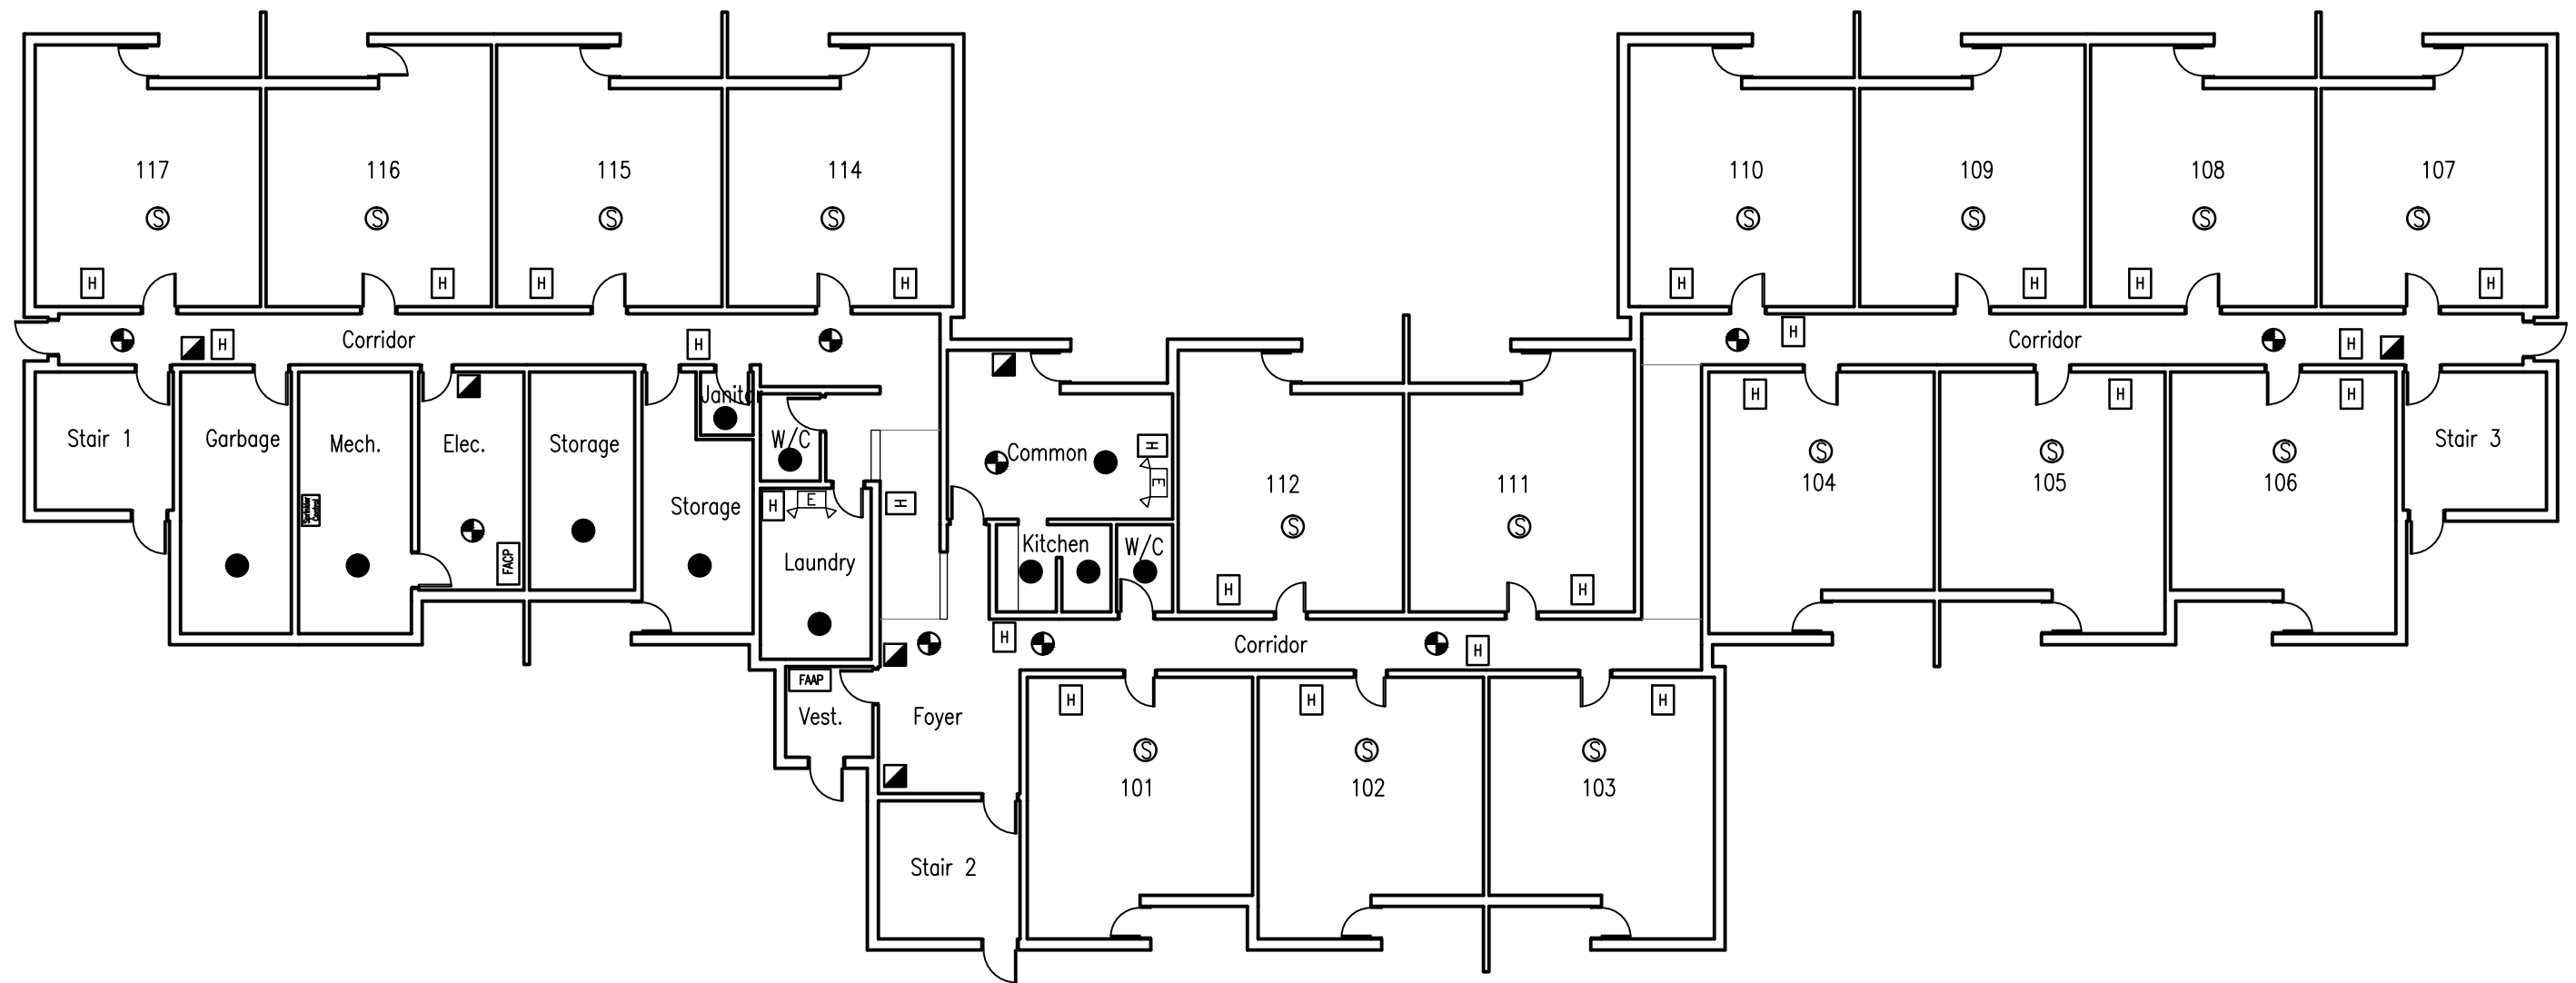 117
116
115
114
110
109
108
107
S
S
S
S
S
S
S
S
H
H
H
H
H
H
H
H
H
Corridor
H
H
Corridor
H
Stair 1
Garbage
Mech.
Elec.
Storage
Storage
Janitor
W/C
Common
H
E
112
111
S
S
H
H
H
H
H
S
S
S
104
105
106
Stair 3
Sprinkler
Control
FACP
H
E
Laundry
H
Kitchen
W/C
H
Corridor
H
FAAP
Vest.
Foyer
H
H
H
S
S
S
101
102
103
Stair 2